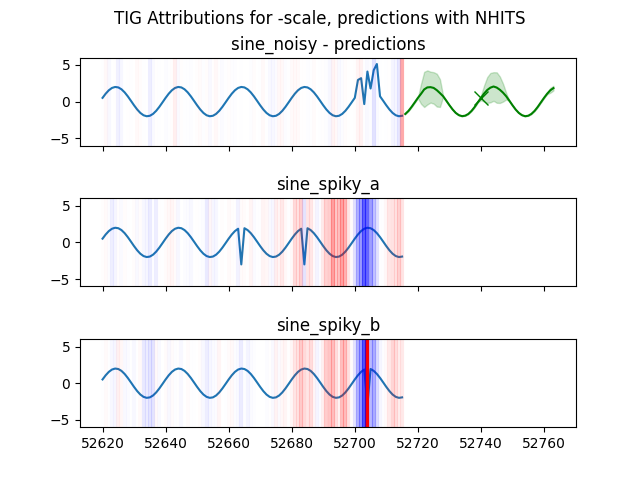 TIG Attributions for -scale, predictions with NHITS
sine_noisy - predictions
5
0
−5
sine_spiky_a
5
0
−5
sine_spiky_b
5
0
−5
52620 52640 52660 52680 52700 52720 52740 52760